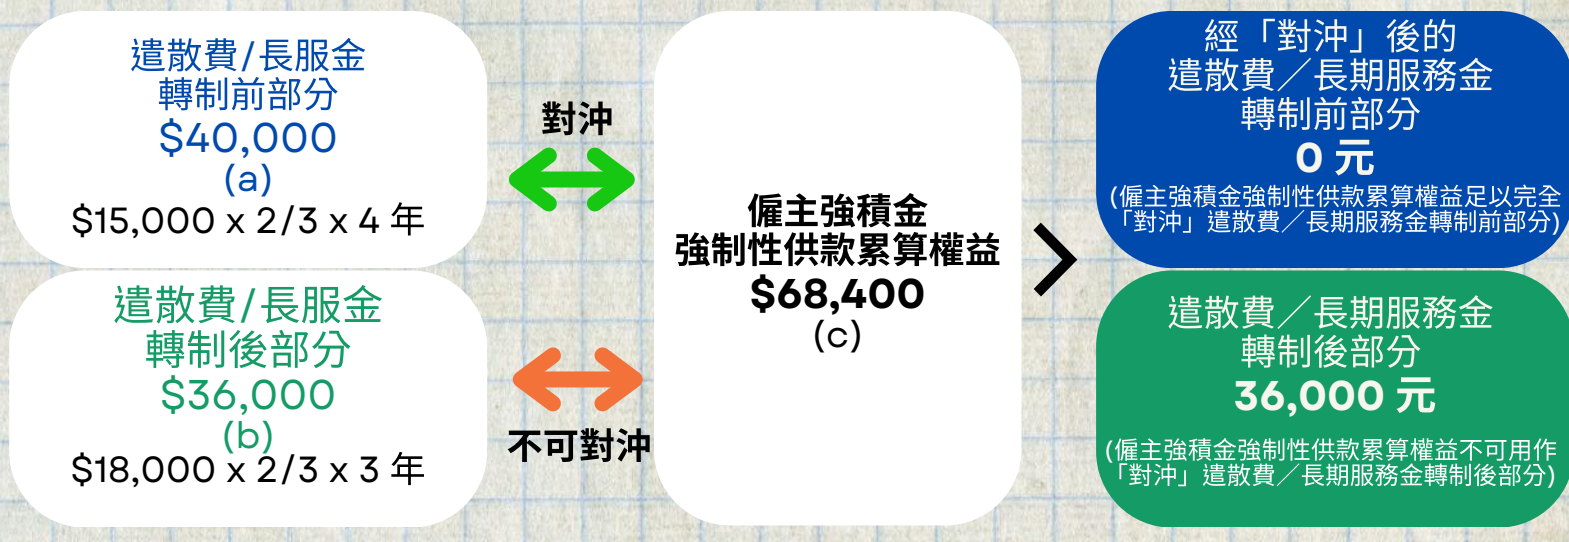 遣散費/長服金
轉制前部分
$40,000
(a)
$15,000 x 2/3 x 4 年
遣散費/長服金
轉制後部分
$36,000
(b)
$18,000 x 2/3 x 3 年
對沖
不可對沖
僱主強積金
強制性供款累算權益
$68,400
(c)
經「對沖」後的
遣散費／長期服務金
轉制前部分
0 元
(僱主強積金強制性供款累算權益足以完全
「對沖」遣散費／長期服務金轉制前部分)
遣散費／長期服務金
轉制後部分
36,000 元
(僱主強積金強制性供款累算權益不可用作
「對沖」遣散費／長期服務金轉制後部分)